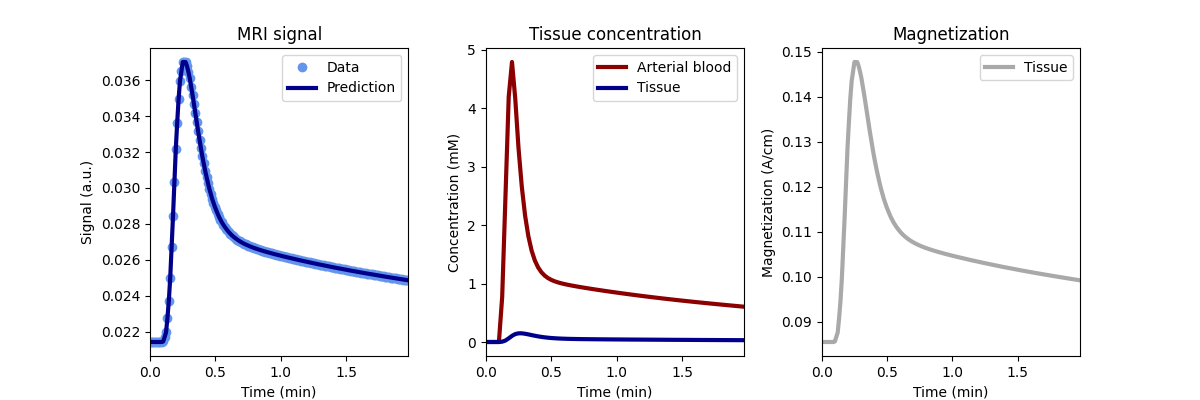 MRI signal
Signal (a.u.)
0.036
0.034
0.032
0.030
0.028
0.026
0.024
0.022
Data
Prediction
0.0 0.5 1.0 1.5
Time (min)
Tissue concentration
Concentration (mM)
5
4
3
2
1
0
Arterial blood
Tissue
0.0 0.5 1.0 1.5
Time (min)
Magnetization
Magnetization (A/cm)
0.15
0.14
0.13
0.12
0.11
0.10
0.09
Tissue
0.0 0.5 1.0 1.5
Time (min)